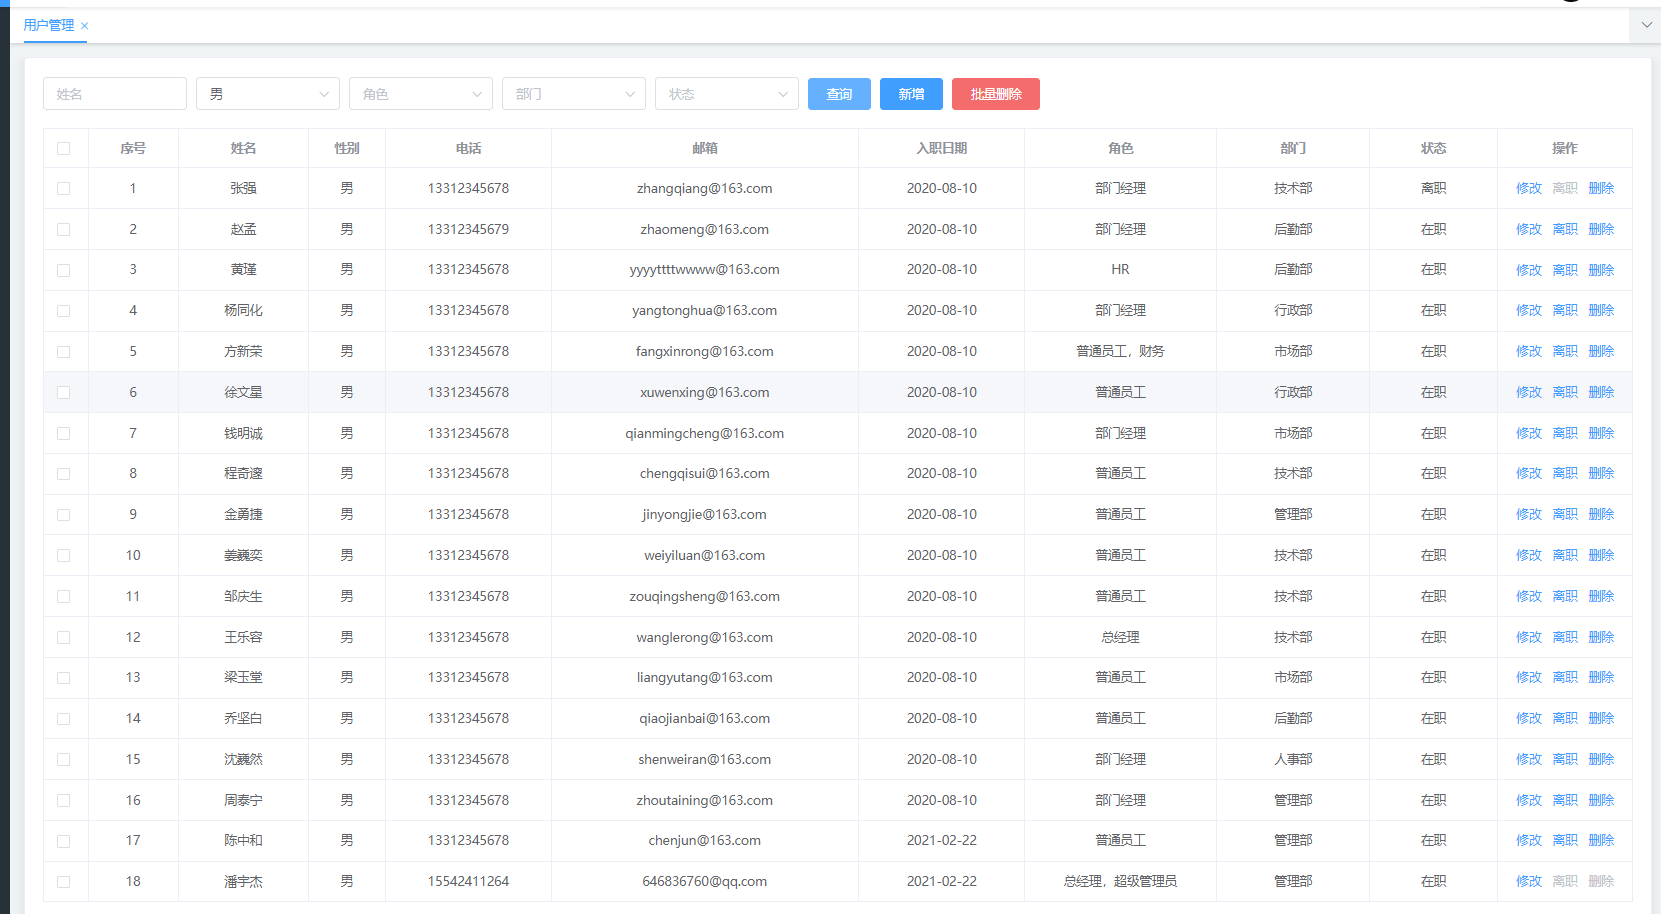 用户管理 ×
姓名 男 角色 部门 状态 查询 新增 批量删除
序号 姓名 性别 电话 邮箱 入职日期 角色 部门 状态 操作
1 张强 男 13312345678 zhangqiang@163.com 2020-08-10 部门经理 技术部 离职 修改 离职 删除
2 赵孟 男 13312345679 zhaomeng@163.com 2020-08-10 部门经理 后勤部 在职 修改 离职 删除
3 黄瑾 男 13312345678 yyyyttttwwww@163.com 2020-08-10 HR 后勤部 在职 修改 离职 删除
4 杨同化 男 13312345678 yangtonghua@163.com 2020-08-10 部门经理 行政部 在职 修改 离职 删除
5 方新荣 男 13312345678 fangxinrong@163.com 2020-08-10 普通员工，财务 市场部 在职 修改 离职 删除
6 徐文星 男 13312345678 xuwenxing@163.com 2020-08-10 普通员工 行政部 在职 修改 离职 删除
7 钱明诚 男 13312345678 qianmingcheng@163.com 2020-08-10 部门经理 市场部 在职 修改 离职 删除
8 程奇邃 男 13312345678 chengqisui@163.com 2020-08-10 普通员工 技术部 在职 修改 离职 删除
9 金勇捷 男 13312345678 jinyongjie@163.com 2020-08-10 普通员工 管理部 在职 修改 离职 删除
10 姜巍奕 男 13312345678 weiyiluan@163.com 2020-08-10 普通员工 技术部 在职 修改 离职 删除
11 邹庆生 男 13312345678 zouqingsheng@163.com 2020-08-10 普通员工 技术部 在职 修改 离职 删除
12 王乐容 男 13312345678 wanglerong@163.com 2020-08-10 总经理 技术部 在职 修改 离职 删除
13 梁玉堂 男 13312345678 liangyutang@163.com 2020-08-10 普通员工 市场部 在职 修改 离职 删除
14 乔坚白 男 13312345678 qiaojianbai@163.com 2020-08-10 普通员工 后勤部 在职 修改 离职 删除
15 沈巍然 男 13312345678 shenweiran@163.com 2020-08-10 部门经理 人事部 在职 修改 离职 删除
16 周泰宁 男 13312345678 zhoutaining@163.com 2020-08-10 部门经理 管理部 在职 修改 离职 删除
17 陈中和 男 13312345678 chenjun@163.com 2021-02-22 普通员工 管理部 在职 修改 离职 删除
18 潘宇杰 男 15542411264 646836760@qq.com 2021-02-22 总经理，超级管理员 管理部 在职 修改 离职 删除